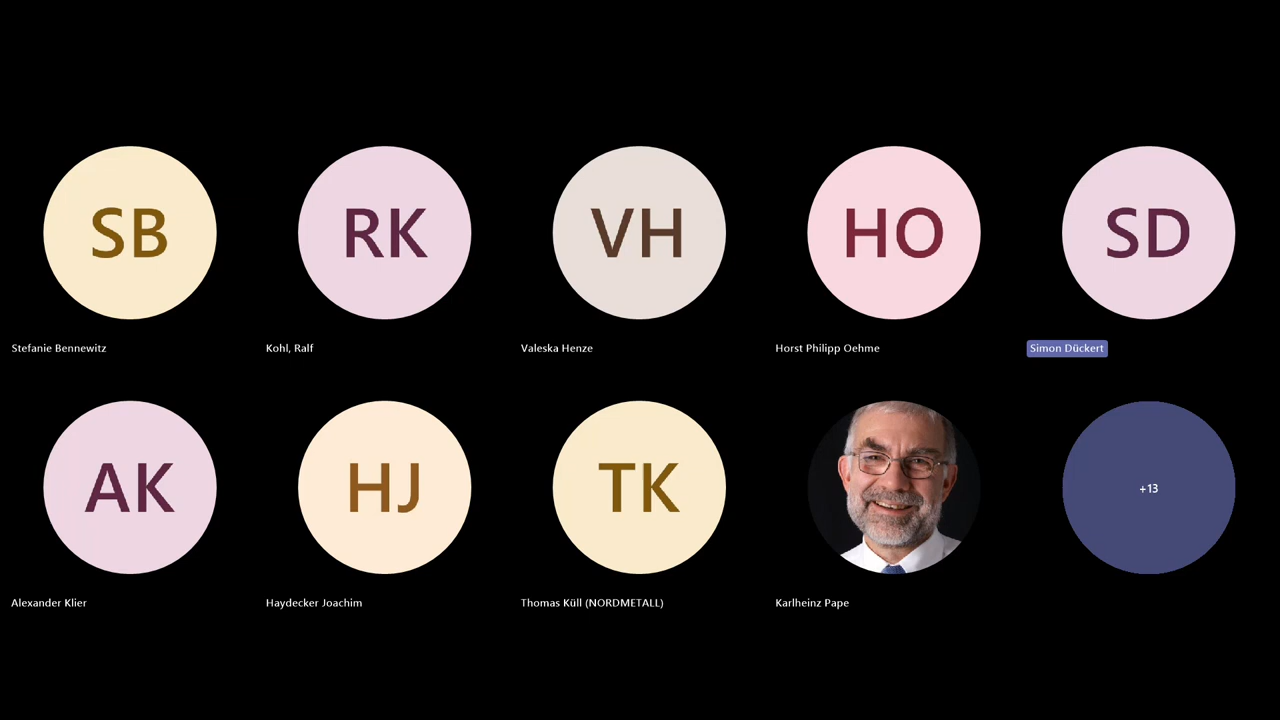 SB
RK
VH
HO
SD
Stefanie Bennewitz
Kohl, Ralf
Valeska Henze
Horst Philipp Oehme
Simon Dückert
AK
HJ
TK
+13
Alexander Klier
Haydecker Joachim
Thomas Küll (NORDMETALL)
Karlheinz Pape